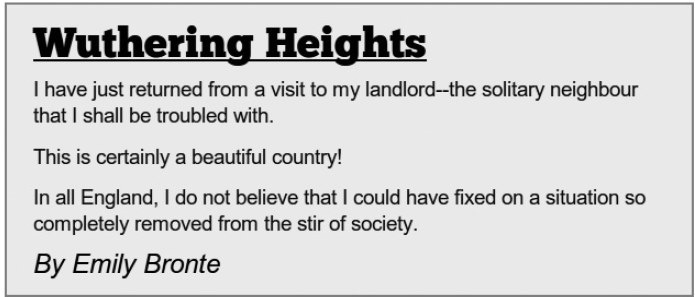 Wuthering Heights
I have just returned from a visit to my landlord--the solitary neighbour
that I shall be troubled with.
This is certainly a beautiful country!
In all England, I do not believe that I could have fixed on a situation so
completely removed from the stir of society.
By Emily Bronte